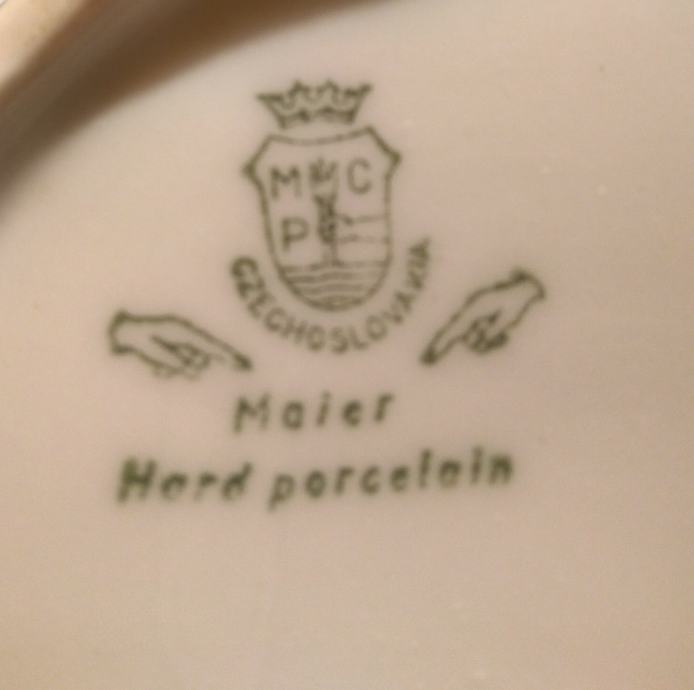 M C
P
CZECHOSLOVAKIA
Maier
Hard porcelain